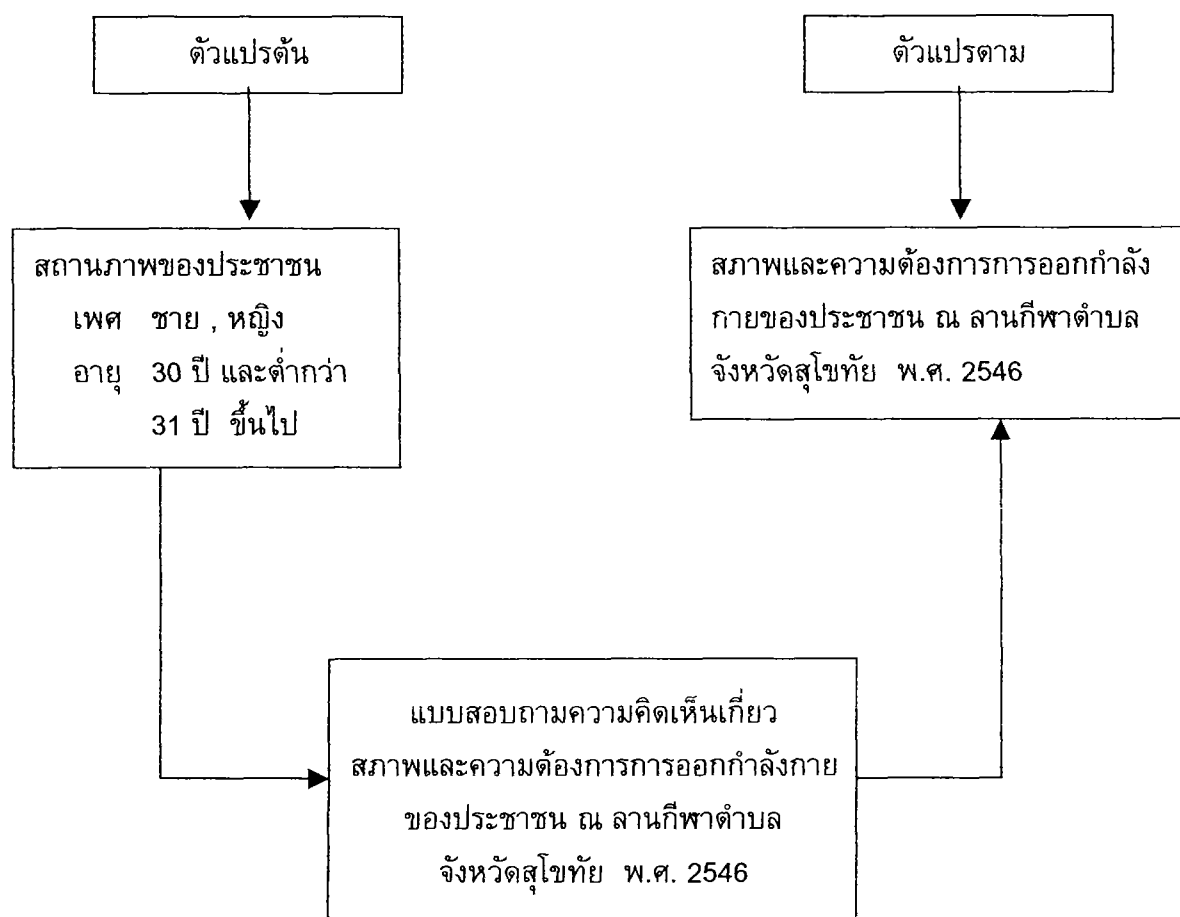 ตัวแปรต้น
ตัวแปรตาม
สถานภาพของประชาชน
เพศ ชาย , หญิง
อายุ 30 ปี และต่ำกว่า
31 ปี ขึ้นไป
สภาพและความต้องการการออกกำลัง
กายของประชาชน ณ ลานกีฬาตำบล
จังหวัดสุโขทัย พ.ศ. 2546
แบบสอบถามความคิดเห็นเกี่ยว
สภาพและความต้องการการออกกำลังกาย
ของประชาชน ณ ลานกีฬาตำบล
จังหวัดสุโขทัย พ.ศ. 2546